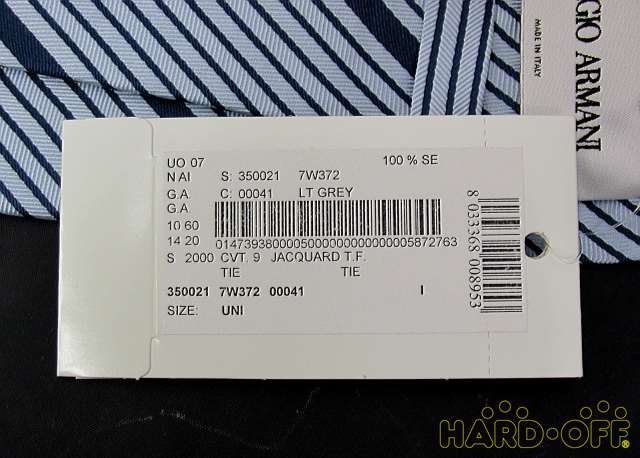 GIO ARMANI
MADE IN ITALY
UO 07 100 % SE
N AI S: 350021 7W372
G.A C: 00041 LT GREY
G.A.
10 60
14 20 01473938000050000000000000005872763
S 2000 CVT. 9 JACQUARD T.F.
TIE TIE
350021 7W372 00041 I
SIZE: UNI
8 033368 008953
HARD-OFF®